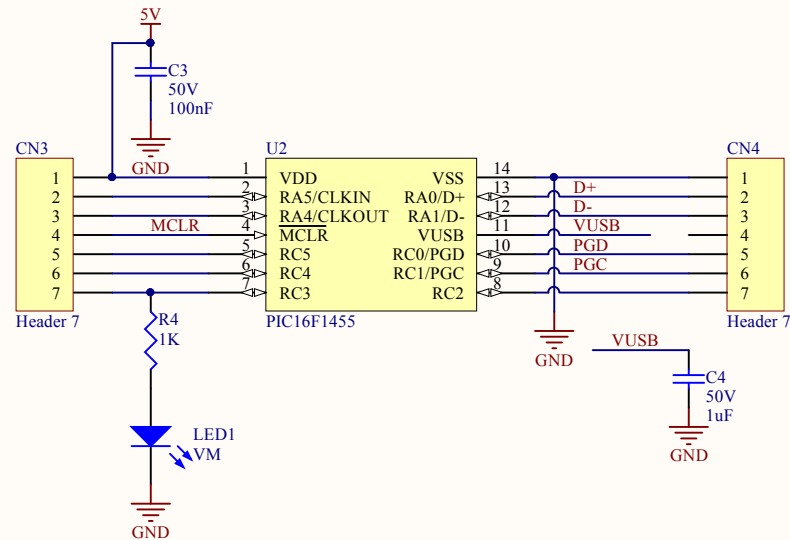 5V
C3
50V
100nF
GND
CN3
1
2
3
4
5
6
7
Header 7
MCLR
U2
1
2
3
4
5
6
7
VDD
RA5/CLKIN
RA4/CLKOUT
MCLR
RC5
RC4
RC3
VSS
RA0/D+
RA1/D-
VUSB
RC0/PGD
RC1/PGC
RC2
14
13
12
11
10
9
8
PIC16F1455
D+
D-
VUSB
PGD
PGC
CN4
1
2
3
4
5
6
7
Header 7
GND
R4
1K
LED1
VM
GND
VUSB
C4
50V
1uF
GND